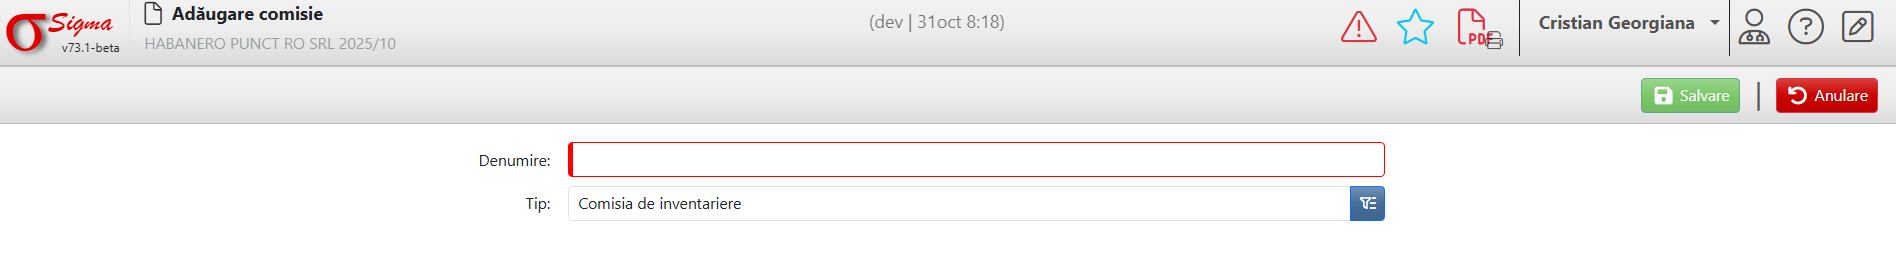 Sigma
v73.1-beta
Adăugare comisie
HABANERO PUNCT RO SRL 2025/10
(dev | 31oct 8:18)
PDF
Cristian Georgiana
?
Salvare | Anulare
Denumire:
Tip: Comisia de inventariere